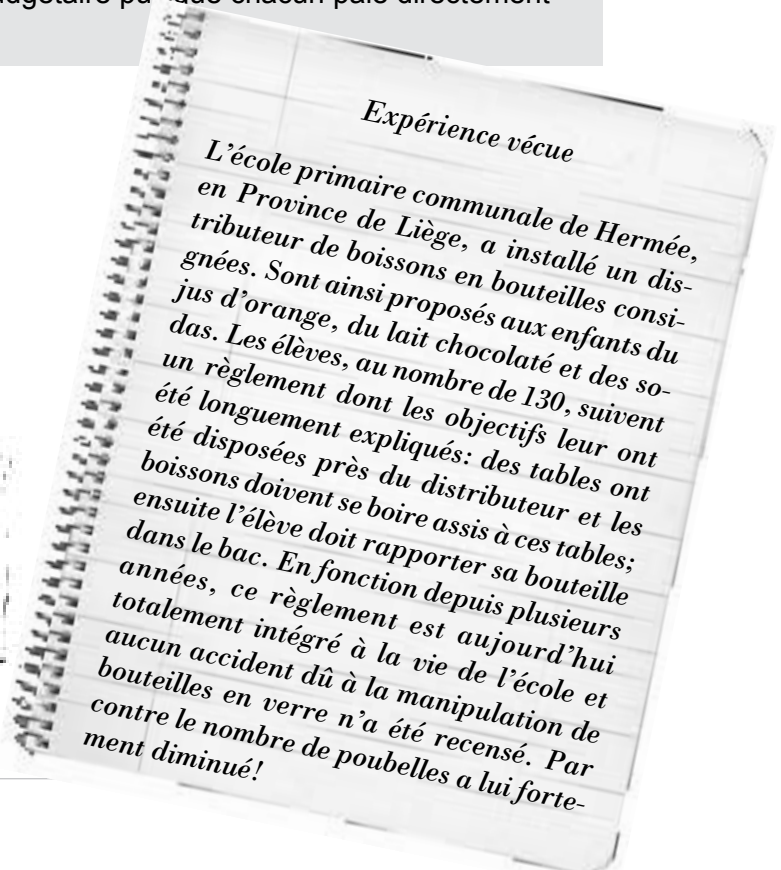 chacun paie directement
Expérience vécue
L'école primaire communale de Hermée,
en Province de Liège, a installé un dis-
tributeur de boissons en bouteilles consi-
gnées. Sont ainsi proposés aux enfants du
jus d'orange, du lait chocolaté et des so-
das. Les élèves, au nombre de 130, suivent
un règlement dont les objectifs leur ont
été longuement expliqués: des tables ont
été disposées près du distributeur et les
boissons doivent se boire assis à ces tables;
ensuite l'élève doit rapporter sa bouteille
dans le bac. En fonction depuis plusieurs
années, ce règlement est aujourd'hui
totalement intégré à la vie de l'école et
aucun accident dû à la manipulation de
bouteilles en verre n'a été recensé. Par
contre le nombre de poubelles a lui forte-
ment diminué!